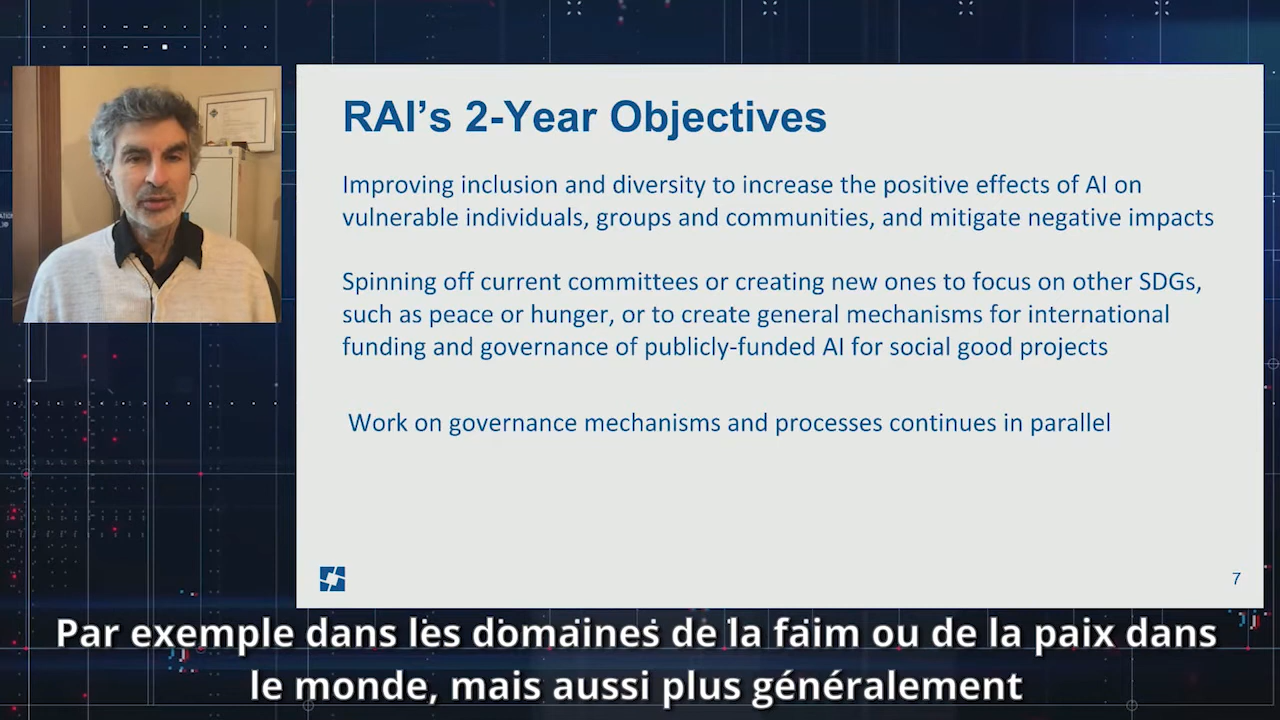 RAI’s 2-Year Objectives
Improving inclusion and diversity to increase the positive effects of AI on
vulnerable individuals, groups and communities, and mitigate negative impacts
Spinning off current committees or creating new ones to focus on other SDGs,
such as peace or hunger, or to create general mechanisms for international
funding and governance of publicly-funded AI for social good projects
Work on governance mechanisms and processes continues in parallel
7
Par exemple dans les domaines de la faim ou de la paix dans
le monde, mais aussi plus généralement